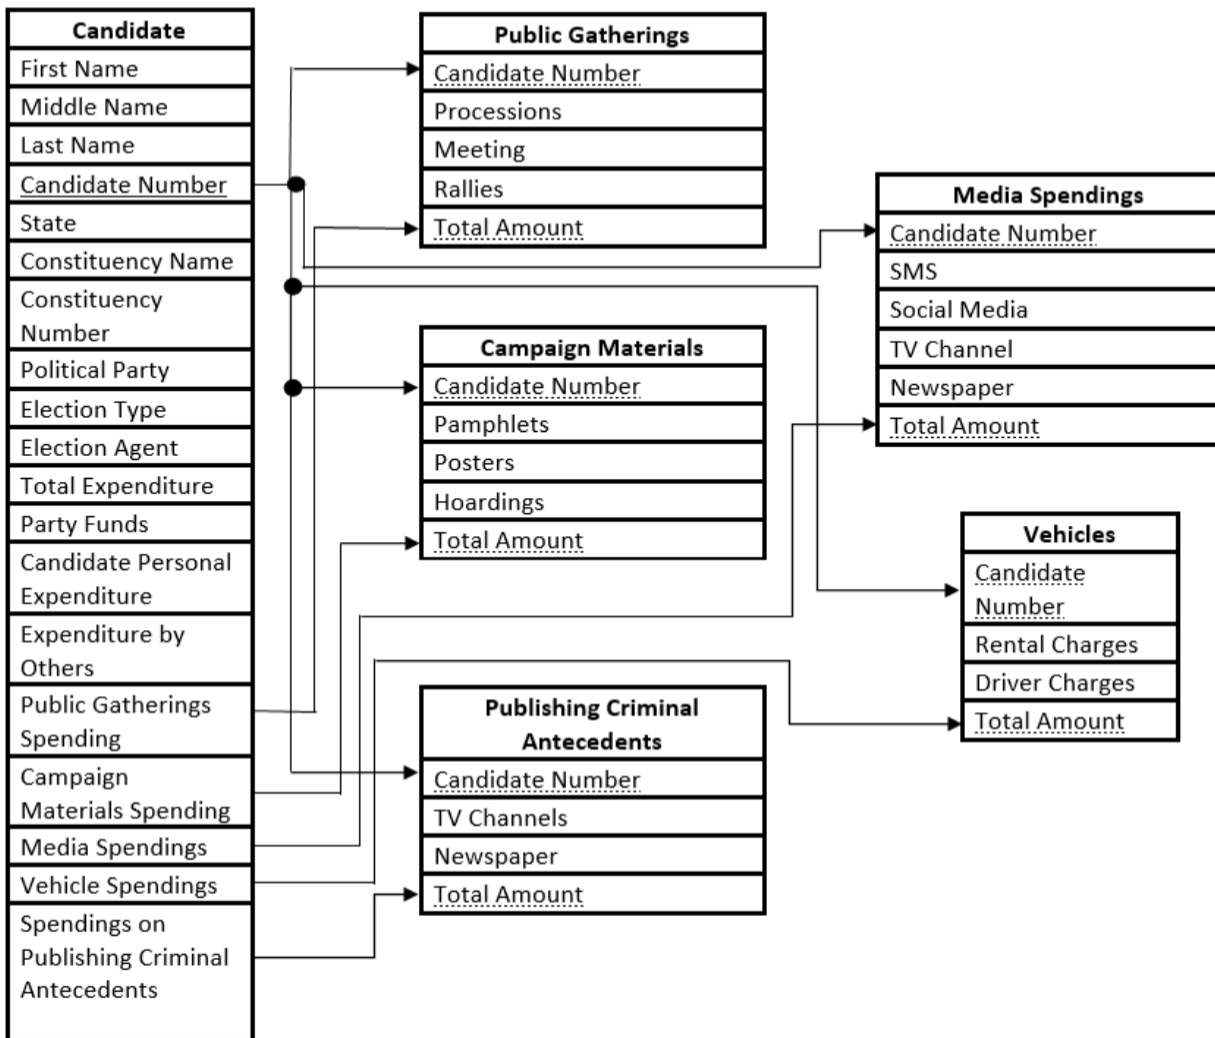 Candidate
First Name
Middle Name
Last Name
Candidate Number
State
Constituency Name
Constituency
Number
Political Party
Election Type
Election Agent
Total Expenditure
Party Funds
Candidate Personal
Expenditure
Expenditure by
Others
Public Gatherings
Spending
Campaign
Materials Spending
Media Spendings
Vehicle Spendings
Spendings on
Publishing Criminal
Antecedents
Public Gatherings
Candidate Number
Processions
Meeting
Rallies
Total Amount
Campaign Materials
Candidate Number
Pamphlets
Posters
Hoardings
Total Amount
Publishing Criminal
Antecedents
Candidate Number
TV Channels
Newspaper
Total Amount
Media Spendings
Candidate Number
SMS
Social Media
TV Channel
Newspaper
Total Amount
Vehicles
Candidate
Number
Rental Charges
Driver Charges
Total Amount